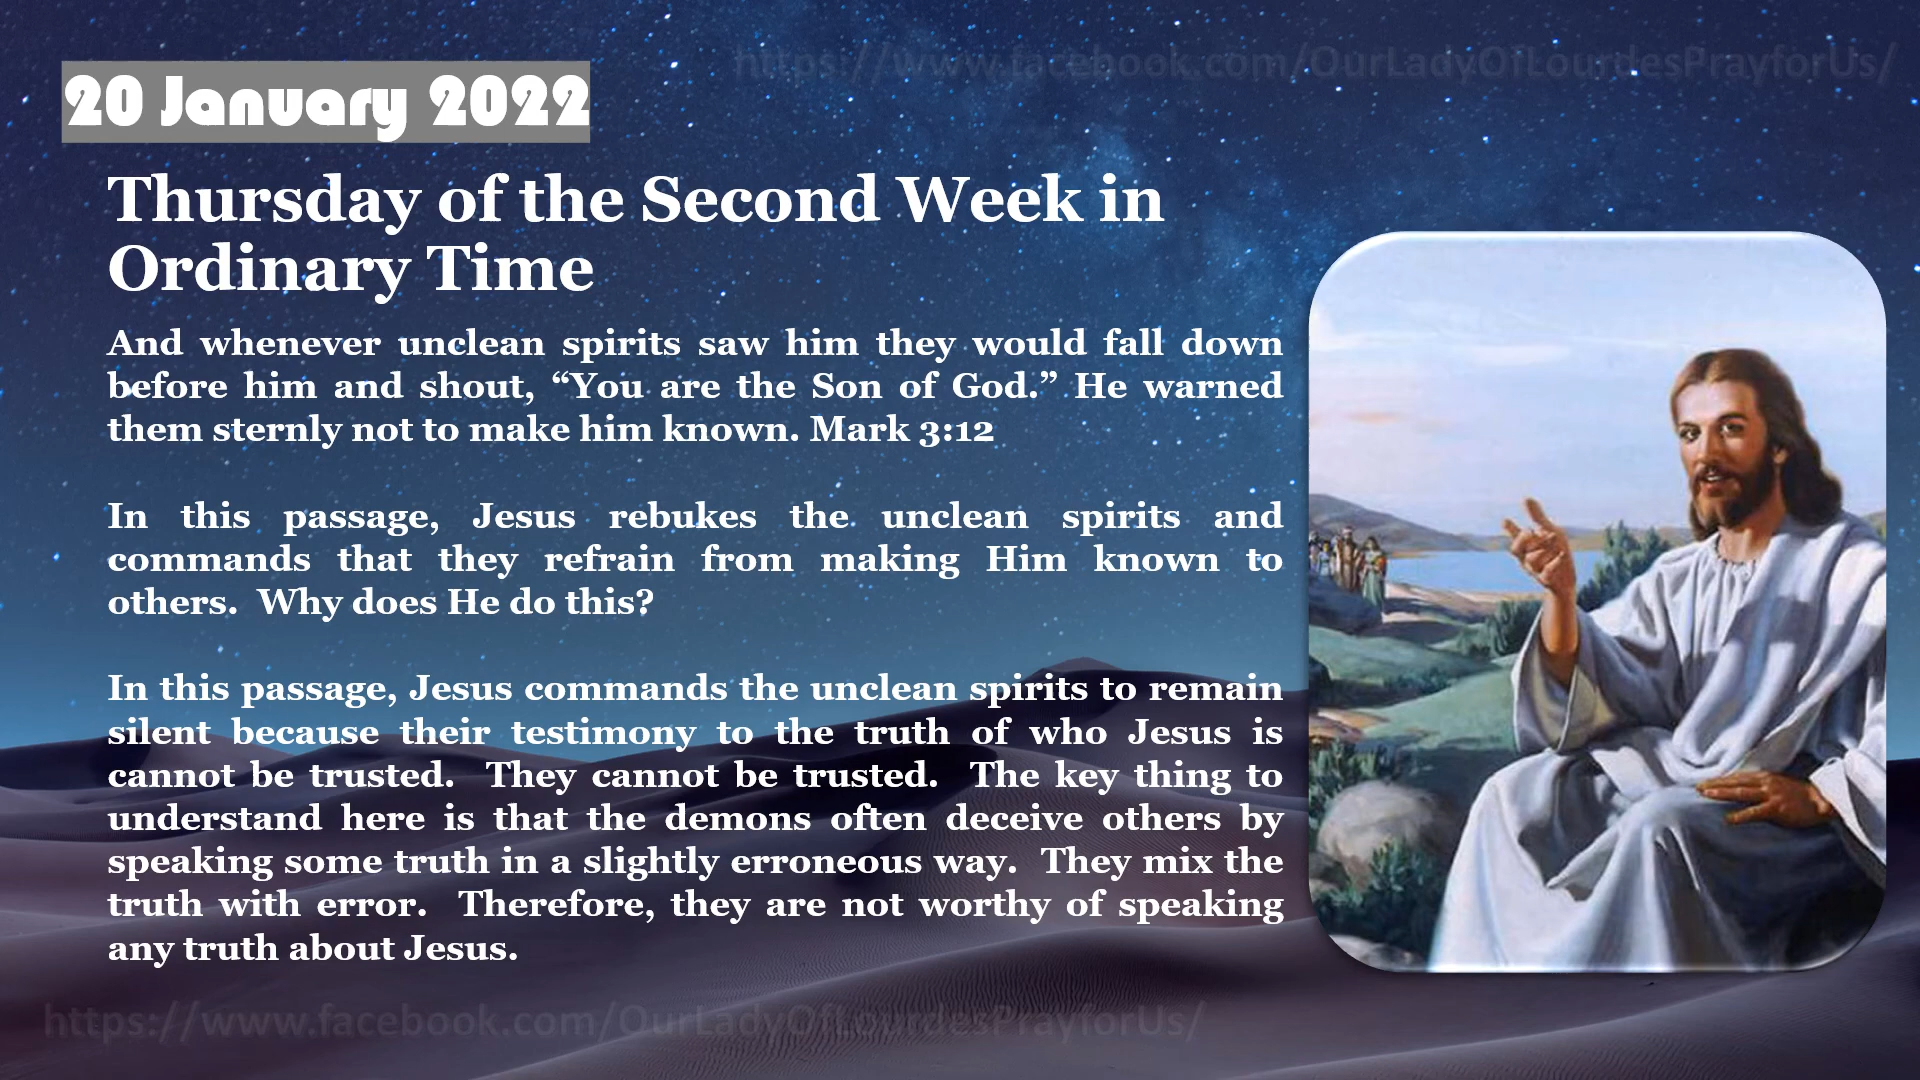 https://www.facebook.com/OurLadyOfLourdesPrayforUs/
20 January 2022
Thursday of the Second Week in
Ordinary Time
And whenever unclean spirits saw him they would fall down
before him and shout, “You are the Son of God.” He warned
them sternly not to make him known. Mark 3:12
In this passage, Jesus rebukes the unclean spirits and
commands that they refrain from making Him known to
others.  Why does He do this?
In this passage, Jesus commands the unclean spirits to remain
silent because their testimony to the truth of who Jesus is
cannot be trusted.  They cannot be trusted.  The key thing to
understand here is that the demons often deceive others by
speaking some truth in a slightly erroneous way.  They mix the
truth with error.  Therefore, they are not worthy of speaking
any truth about Jesus.
https://www.facebook.com/OurLadyOfLourdesPrayforUs/